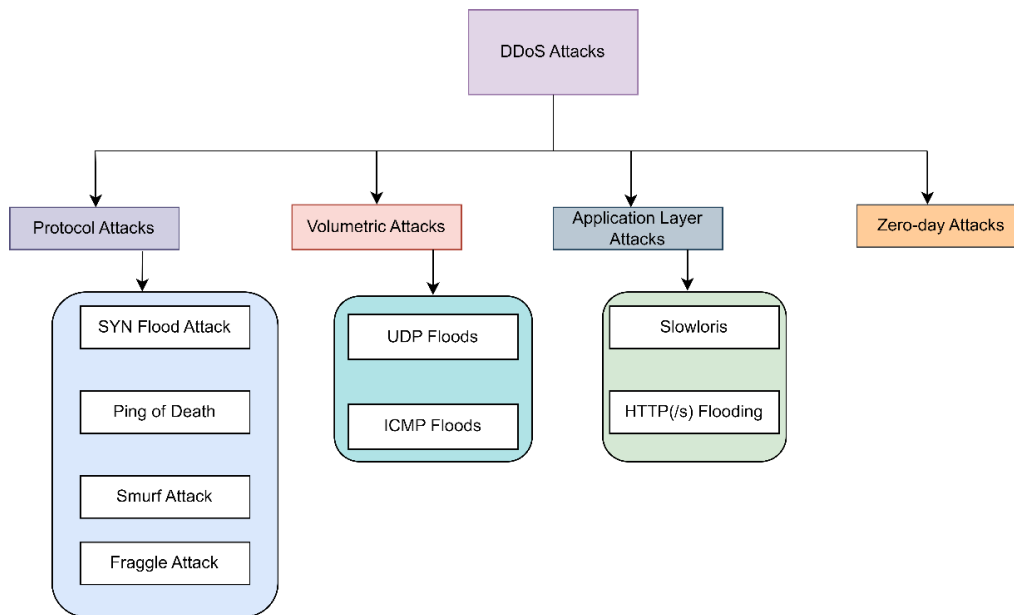 DDoS Attacks
Protocol Attacks
Volumetric Attacks
Application Layer
Attacks
Zero-day Attacks
SYN Flood Attack
Ping of Death
Smurf Attack
Fraggle Attack
UDP Floods
ICMP Floods
Slowloris
HTTP(/s) Flooding